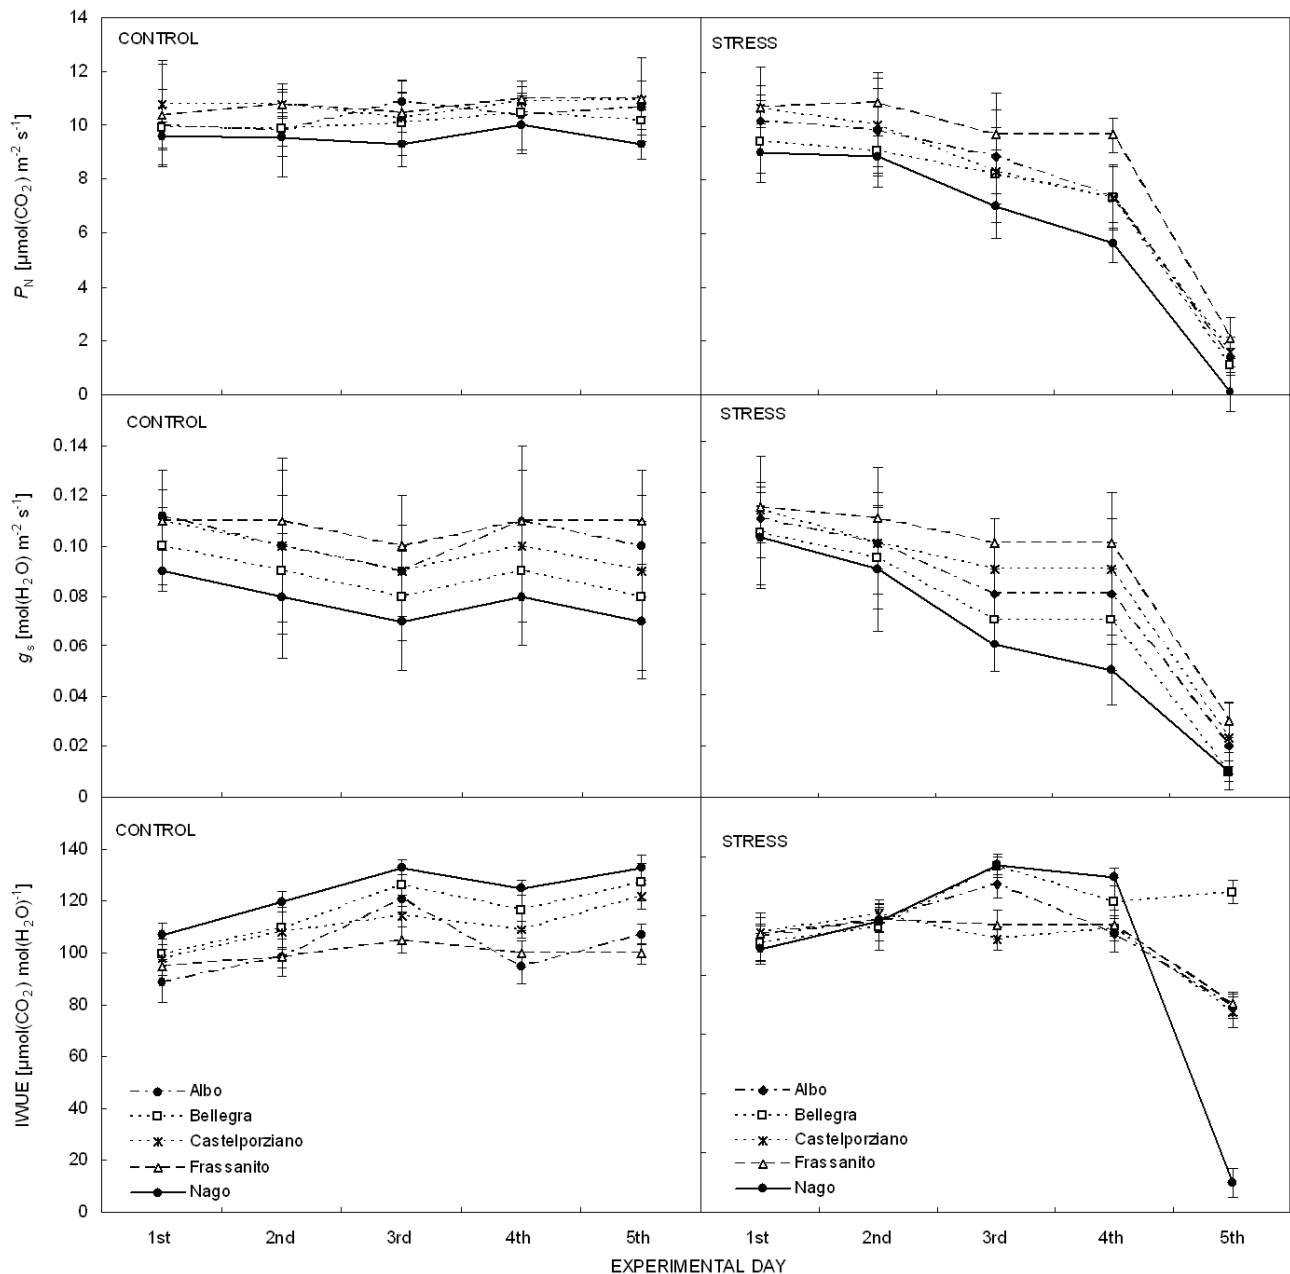 14
12
10
8
6
4
2
0
P_N [µmol(CO₂) m⁻² s⁻¹]
CONTROL
STRESS
0.14
0.12
0.10
0.08
0.06
0.04
0.02
0
g_s [mol(H₂O) m⁻² s⁻¹]
CONTROL
STRESS
140
120
100
80
60
40
20
0
IWUE [µmol(CO₂) mol(H₂O)⁻¹]
CONTROL
Albo
Bellegra
Castelporziano
Frassanito
Nago
STRESS
Albo
Bellegra
Castelporziano
Frassanito
Nago
1st 2nd 3rd 4th 5th 1st 2nd 3rd 4th 5th
EXPERIMENTAL DAY